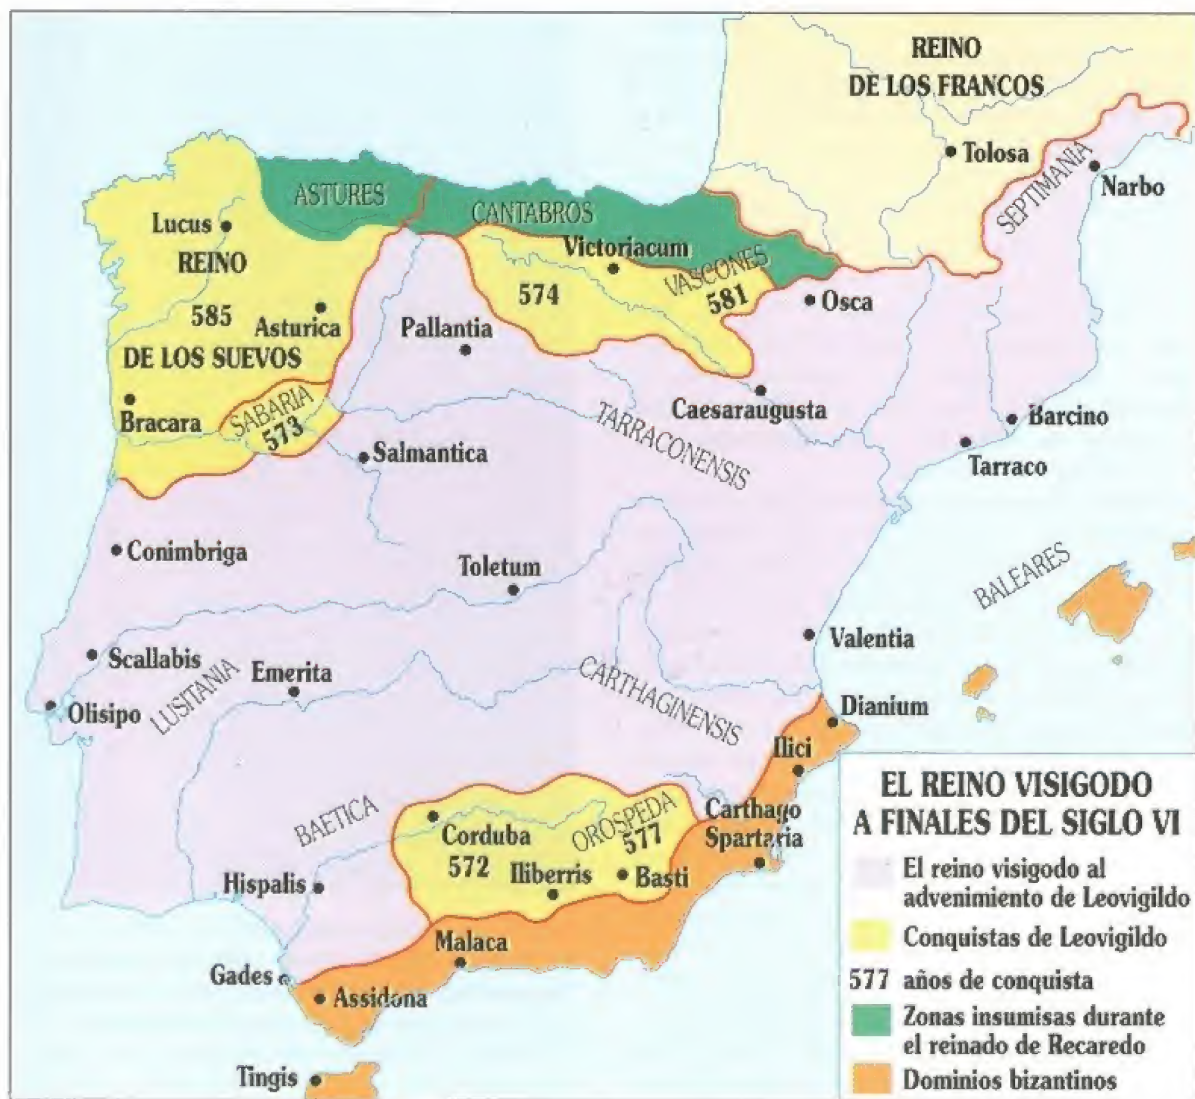 REINO
DE LOS FRANCOS
Tolosa
Narbo
SEPTIMANIA
ASTURES
CANTABROS
Lucus
Victoriacum
VASCONES
REINO
574
581
Osca
585
Asturica
Pallantia
DE LOS SUEVOS
Bracara
SABARIA
573
Caesaraugusta
TARRACONENSIS
Barcino
Tarraco
Salmantica
Conimbriga
Toletum
BALEARES
Scallabis
Valentia
LUSITANIA
Emerita
CARTHAGINENSIS
Olisipo
Dianium
Ilici
BAETICA
Corduba
OROSPEDA
577
Carthago
Spartaria
572
Iliberris
Basti
Hispalis
Malaca
Gades
Assidona
Tingis
EL REINO VISIGODO
A FINALES DEL SIGLO VI
El reino visigodo al
advenimiento de Leovigildo
Conquistas de Leovigildo
577 años de conquista
Zonas insumisas durante
el reinado de Recaredo
Dominios bizantinos